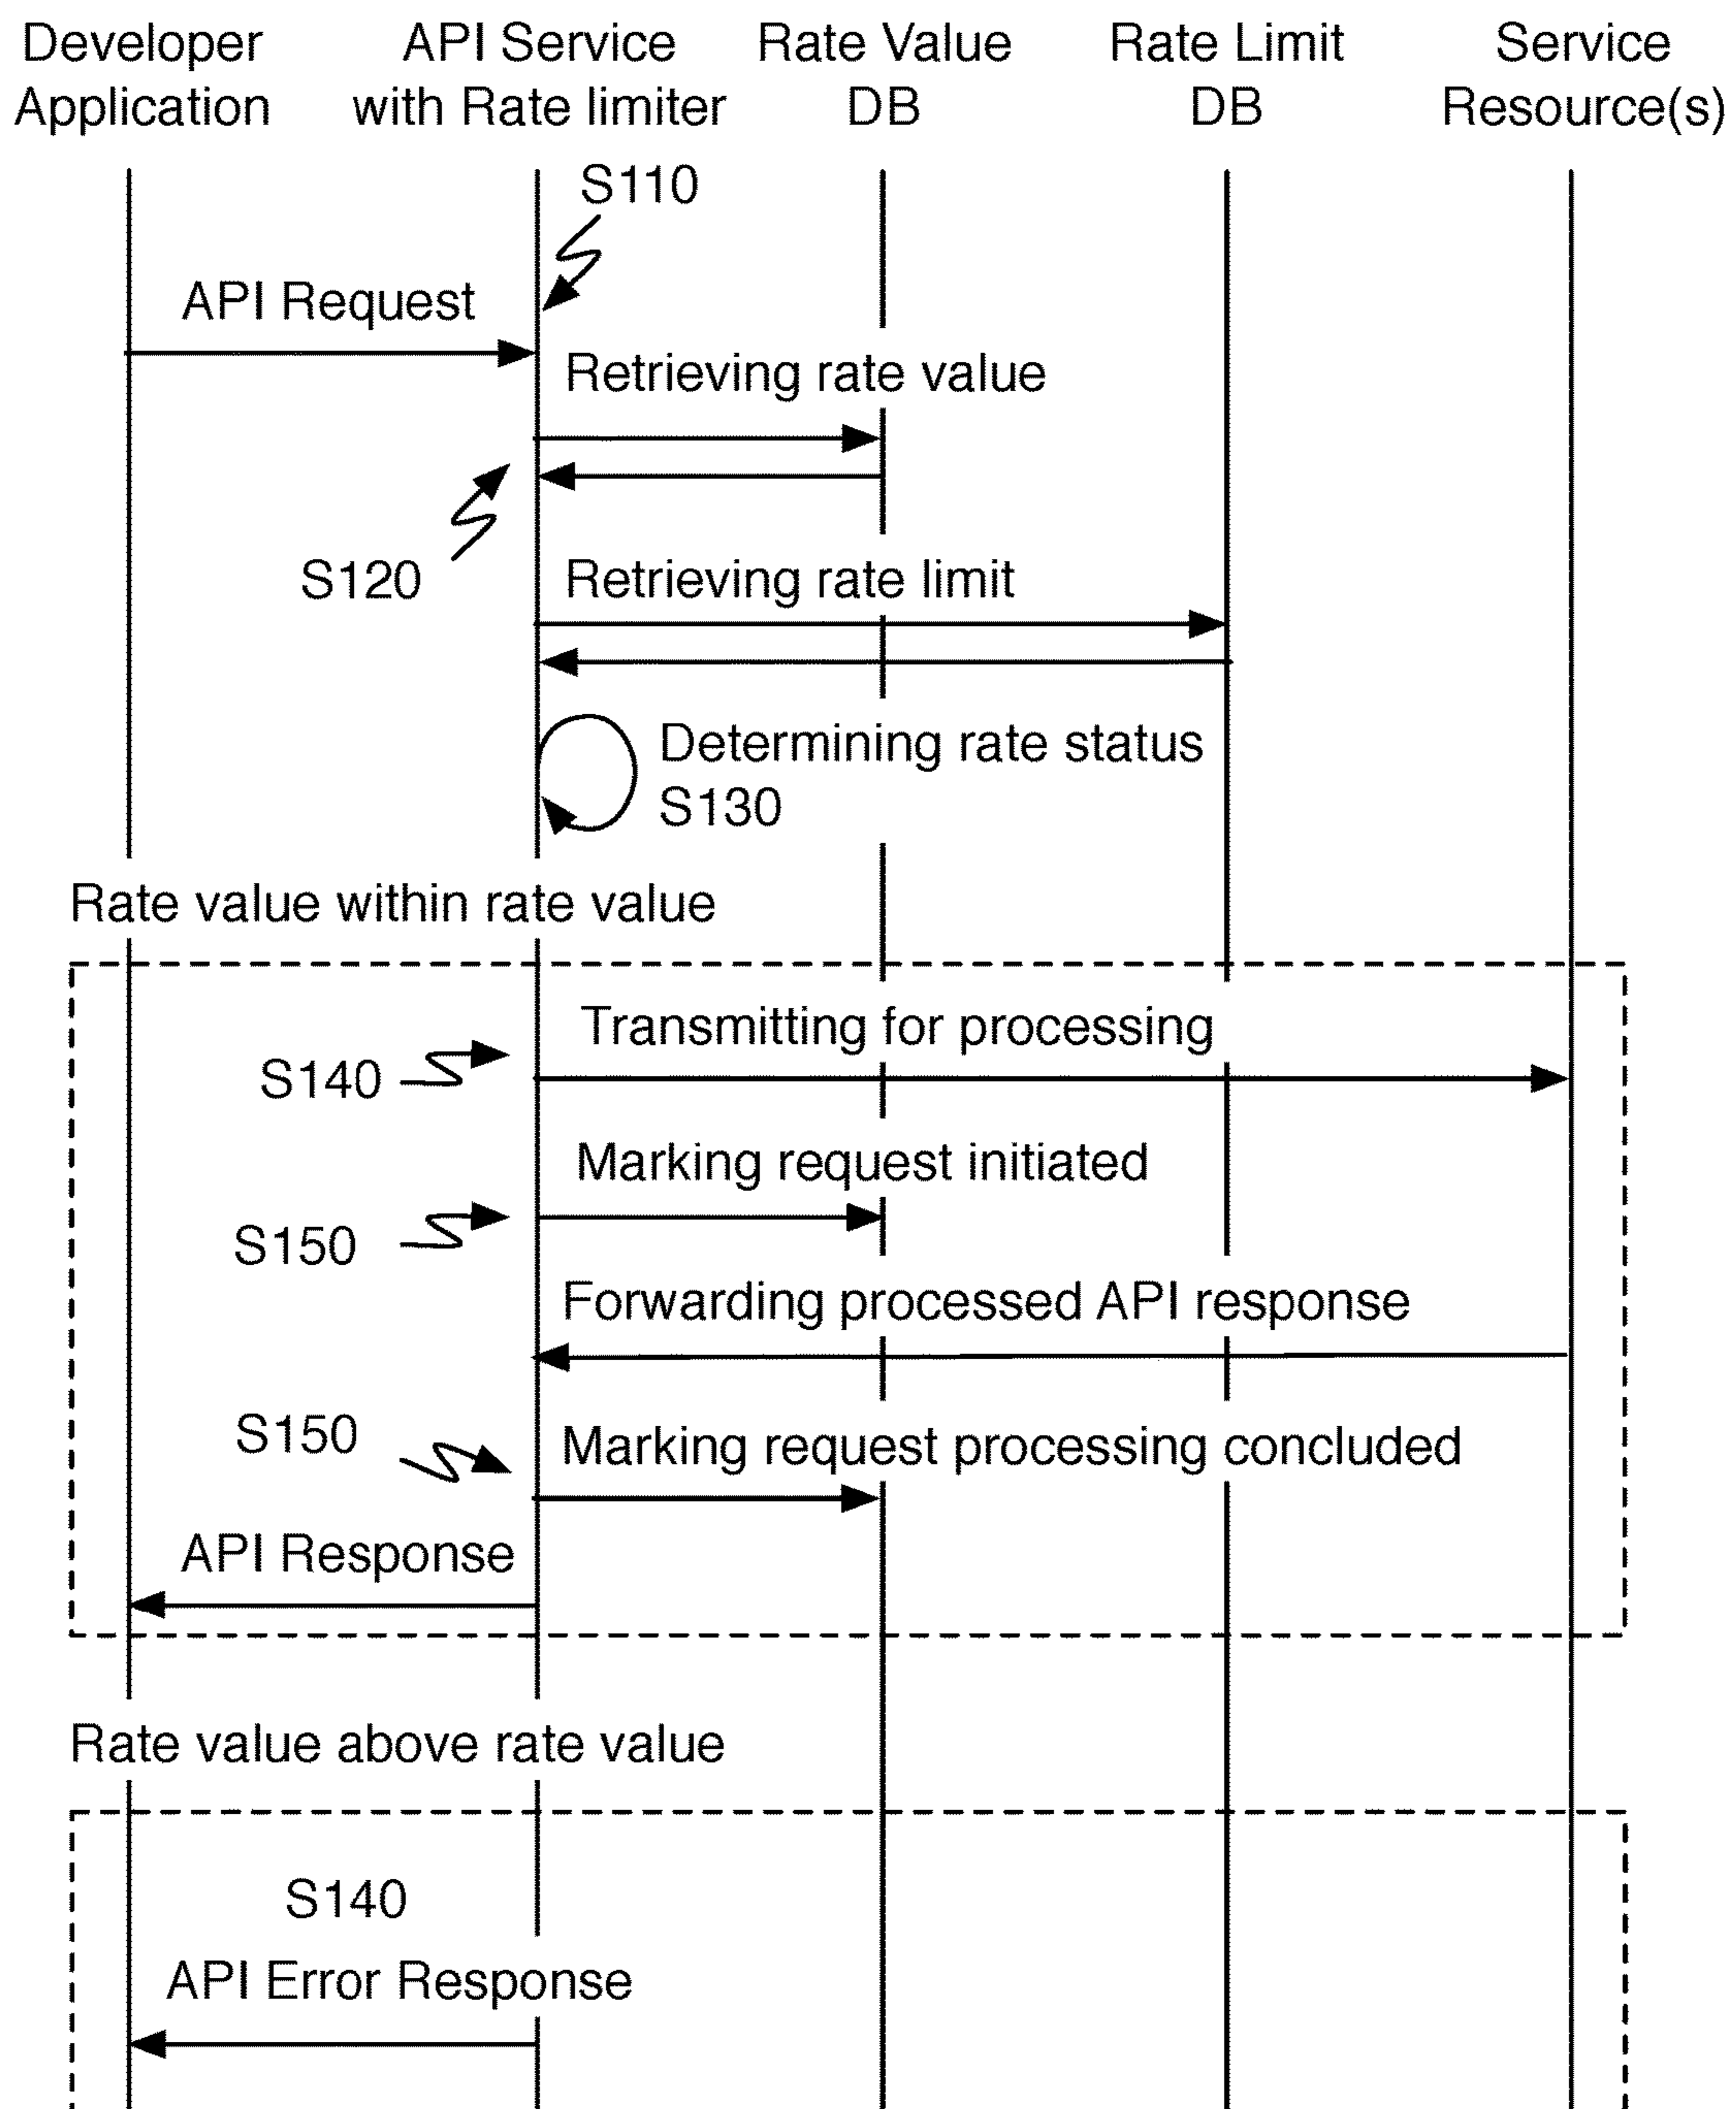 Developer
Application
API Service
with Rate limiter
Rate Value
DB
Rate Limit
DB
Service
Resource(s)
S110
API Request
Retrieving rate value
S120
Retrieving rate limit
Determining rate status
S130
Rate value within rate value
Transmitting for processing
S140
Marking request initiated
S150
Forwarding processed API response
S150
Marking request processing concluded
API Response
Rate value above rate value
S140
API Error Response